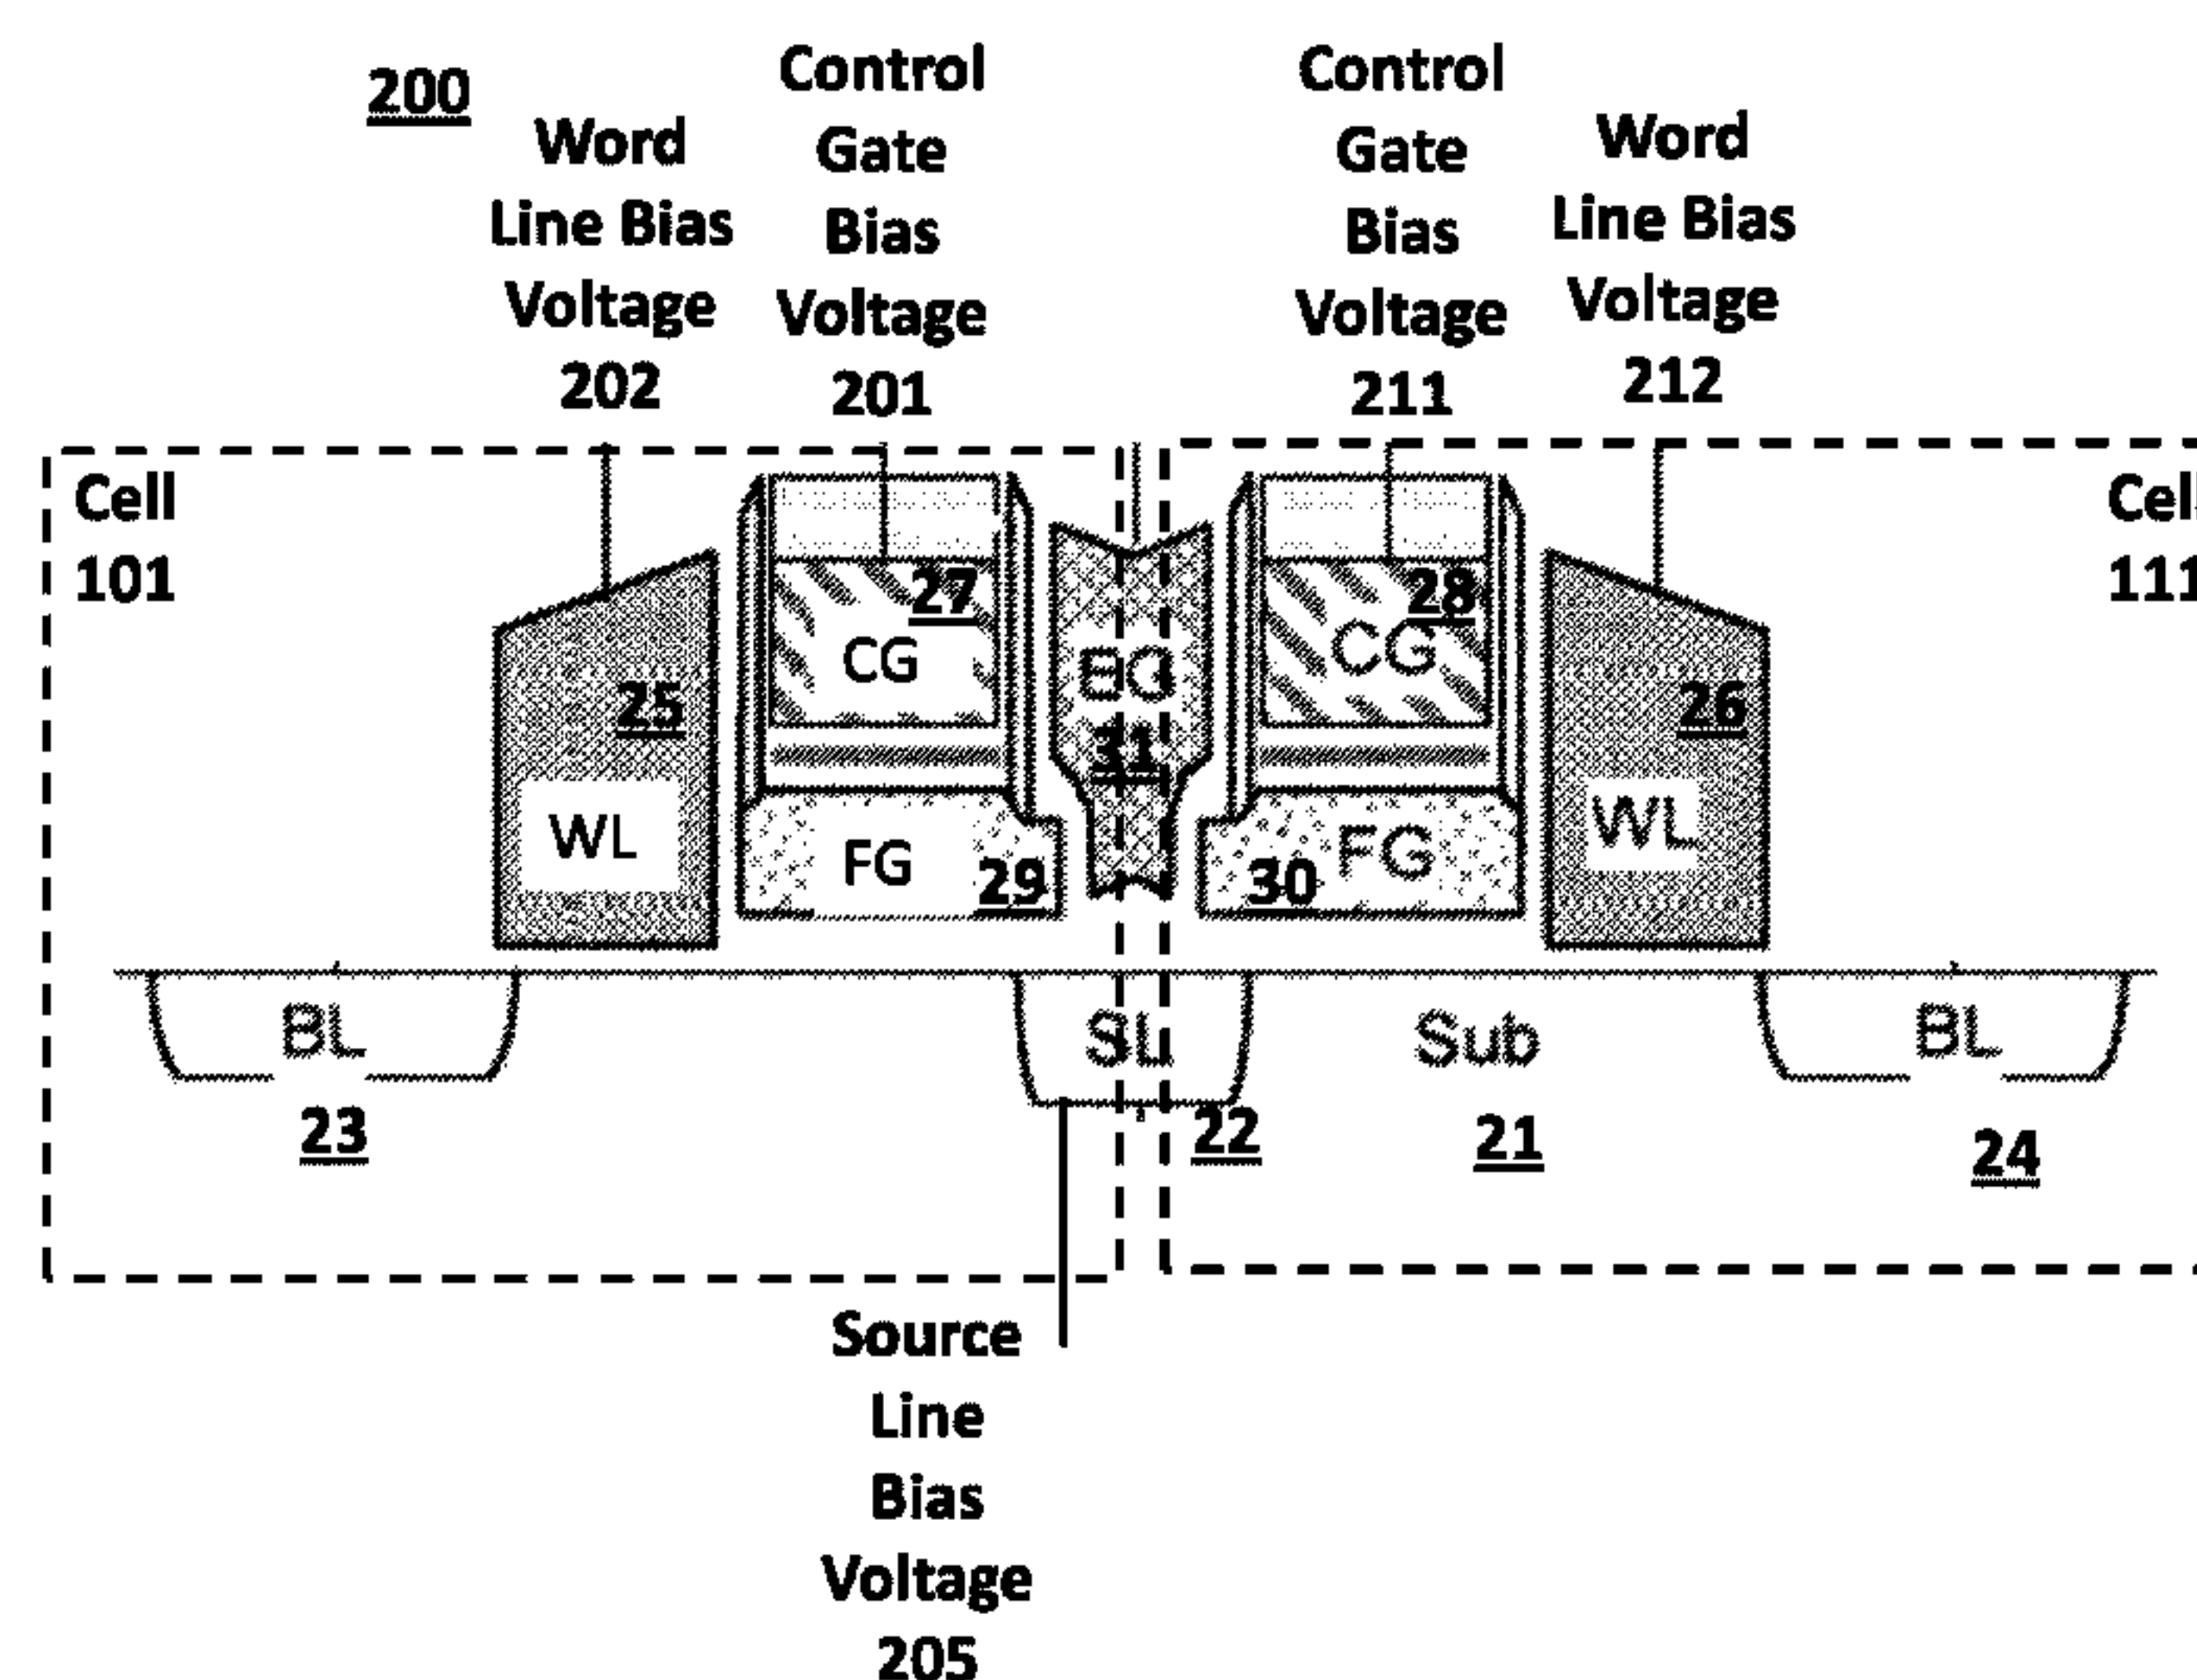 200
Word
Line Bias
Voltage
202
Control
Gate
Bias
Voltage
201
Control
Gate
Bias
Voltage
211
Word
Line Bias
Voltage
212
Cell
101
Cell
111
27
CG
28
CG
EG
31
25
WL
26
WL
FG
29
30
FG
BL
23
SL
22
Sub
21
BL
24
Source
Line
Bias
Voltage
205